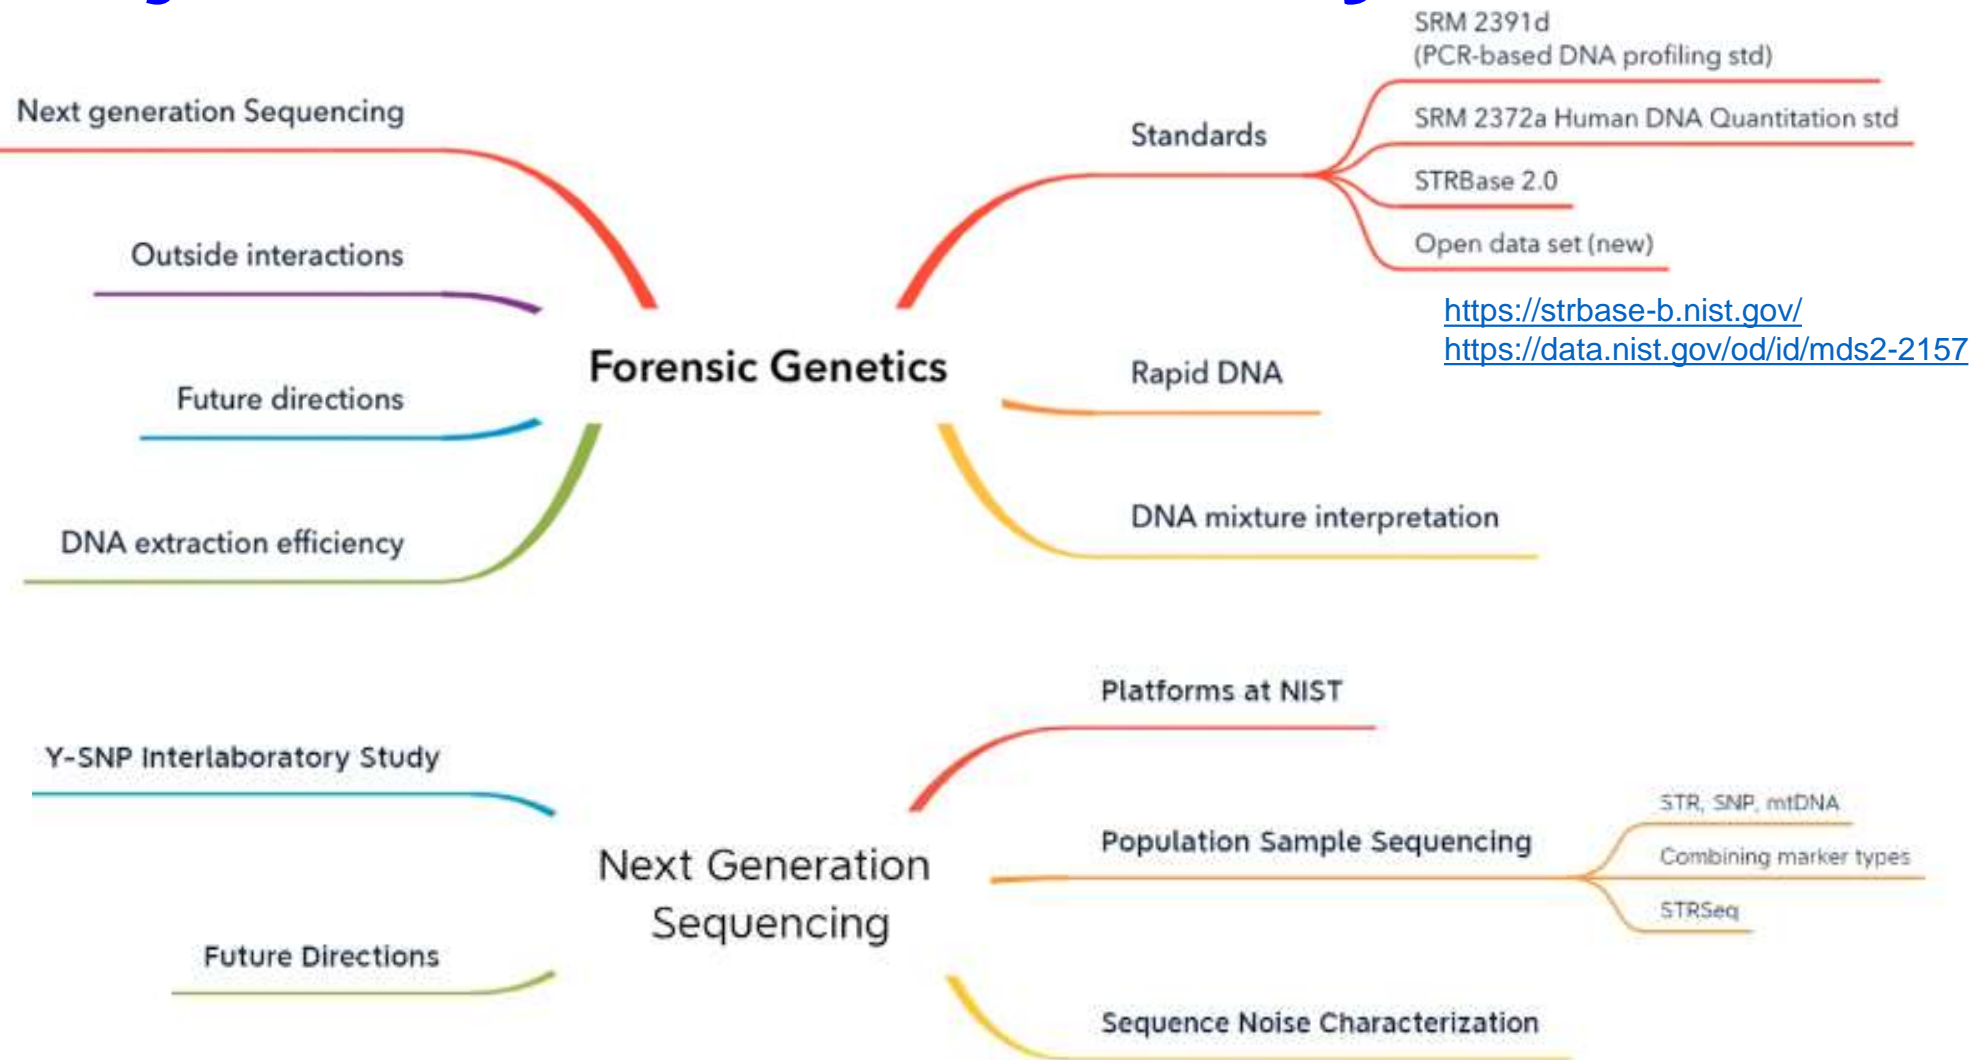 SRM 2391d
(PCR-based DNA profiling std)
Next generation Sequencing
SRM 2372a Human DNA Quantitation std
Standards
STRBase 2.0
Open data set (new)
Outside interactions
https://strbase-b.nist.gov/
https://data.nist.gov/od/id/mds2-2157
Forensic Genetics
Rapid DNA
Future directions
DNA mixture interpretation
DNA extraction efficiency
Platforms at NIST
Y-SNP Interlaboratory Study
STR, SNP, mtDNA
Population Sample Sequencing
Combining marker types
Next Generation
Sequencing
STRSeq
Future Directions
Sequence Noise Characterization